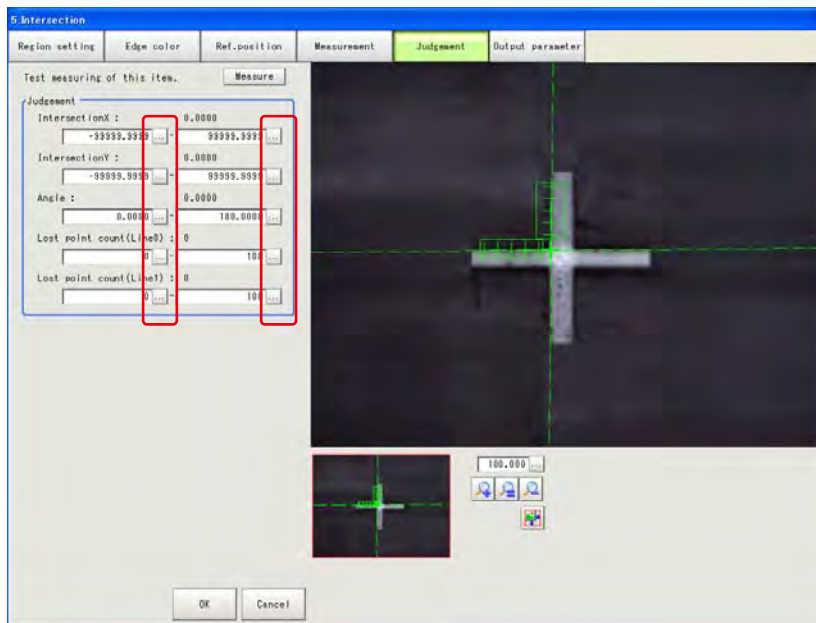 5.Intersection
Region setting Edge color Ref.position Measurement Judgement Output parameter
Test measuring of this item. Measure
Judgement
IntersectionX : 0.0000
-99999.9999 ... - 99999.9999 ...
IntersectionY : 0.0000
-99999.9999 ... - 99999.9999 ...
Angle : 0.0000
0.0000 ... - 180.0000 ...
Lost point count(Line0) : 0
0 ... - 100 ...
Lost point count(Line1) : 0
0 ... - 100 ...
100.000 ...
OK Cancel